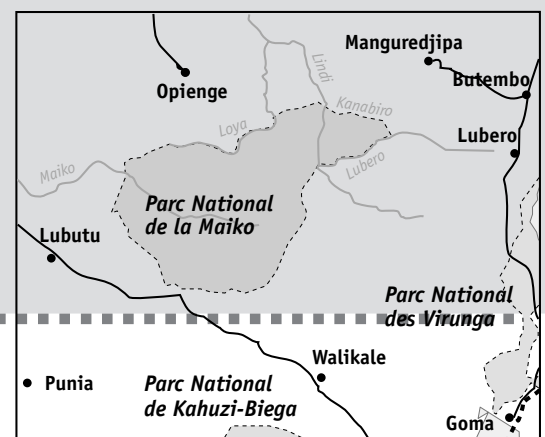 Manguredjipa
Lindi
Opienge
Butembo
Kanabiro
Loya
Lubero
Lubero
Maiko
Parc National
de la Maiko
Lubutu
Parc National
des Virunga
Walikale
Punia
Parc National
de Kahuzi-Biega
Goma